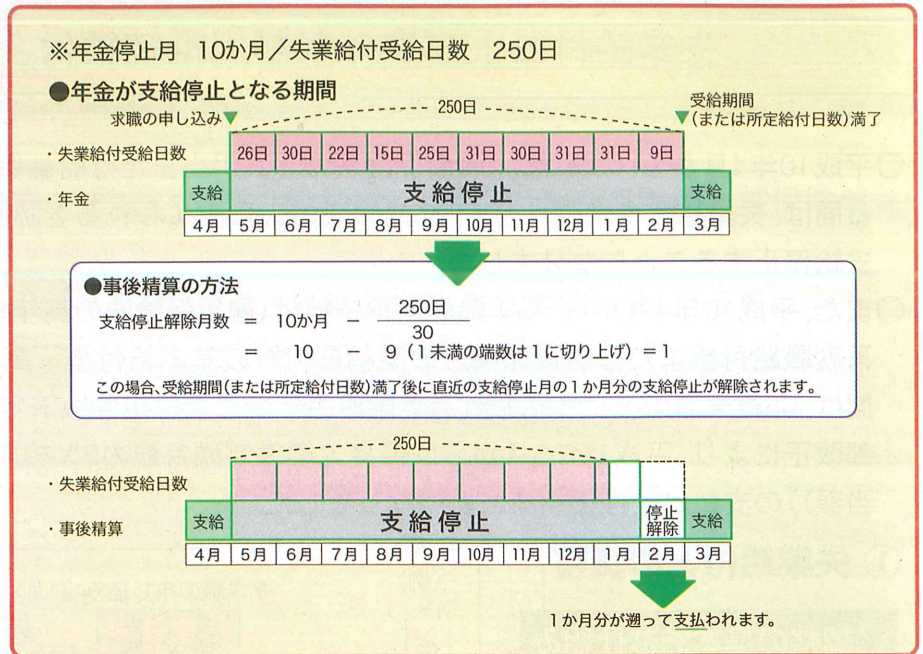 ※年金停止月 10か月／失業給付受給日数 250日
●年金が支給停止となる期間
250日
求職の申し込み
受給期間
(または所定給付日数)満了
・失業給付受給日数 26日 30日 22日 15日 25日 31日 30日 31日 31日 9日
・年金 支給 支給停止 支給
4月 5月 6月 7月 8月 9月 10月 11月 12月 1月 2月 3月
●事後精算の方法
支給停止解除月数 ＝ 10か月 － 250日
30
＝ 10 9（1未満の端数は1に切り上げ）＝1
この場合、受給期間(または所定給付日数)満了後に直近の支給停止月の1か月分の支給停止が解除されます。
250日
・失業給付受給日数
・事後精算 支給 支給停止 停止解除 支給
4月 5月 6月 7月 8月 9月 10月 11月 12月 1月 2月 3月
1か月分が遡って支払われます。